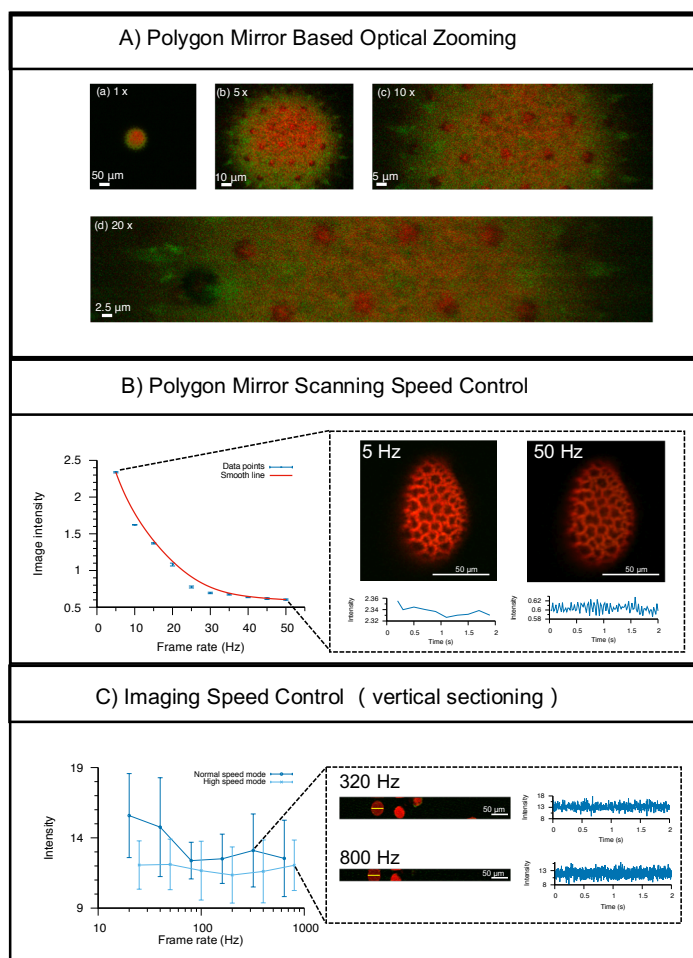 A) Polygon Mirror Based Optical Zooming
(a) 1 x
50 µm
(b) 5 x
10 µm
(c) 10 x
5 µm
(d) 20 x
2.5 µm
B) Polygon Mirror Scanning Speed Control
2.5
2
1.5
1
0.5
Image intensity
Data points
Smooth line
0 10 20 30 40 50
Frame rate (Hz)
5 Hz
50 µm
50 Hz
50 µm
Intensity
2.36
2.34
2.32
0 0.5 1 1.5 2
Time (s)
Intensity
0.62
0.6
0.58
0 0.5 1 1.5 2
Time (s)
C) Imaging Speed Control ( vertical sectioning )
19
14
9
Intensity
Normal speed mode
High speed mode
10 100 1000
Frame rate (Hz)
320 Hz
50 µm
Intensity
18
13
8
0 0.5 1 1.5 2
Time (s)
800 Hz
50 µm
Intensity
13
8
0 0.5 1 1.5 2
Time (s)